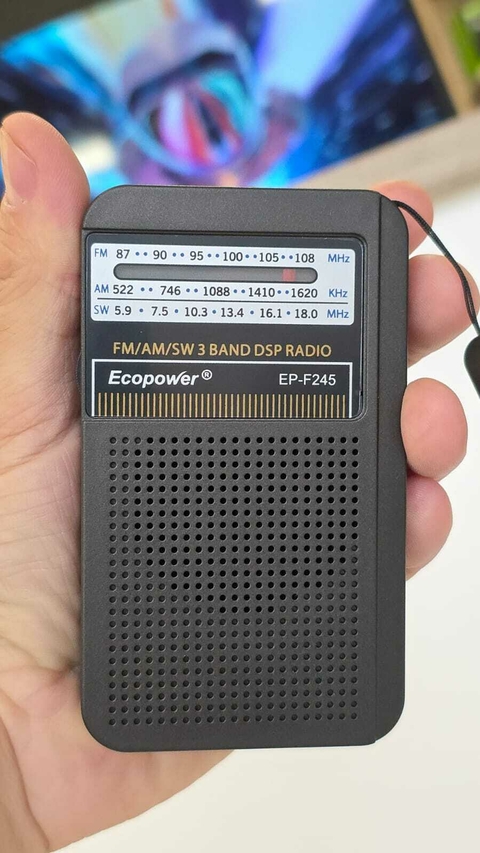 FM 87 •• 90 •• 95 •• 100 •• 105 •• 108 MHz
AM 522 •• 746 •• 1088 •• 1410 •• 1620 KHz
SW 5.9 • 7.5 • 10.3 • 13.4 • 16.1 • 18.0 MHz
FM/AM/SW 3 BAND DSP RADIO
Ecopower® EP-F245